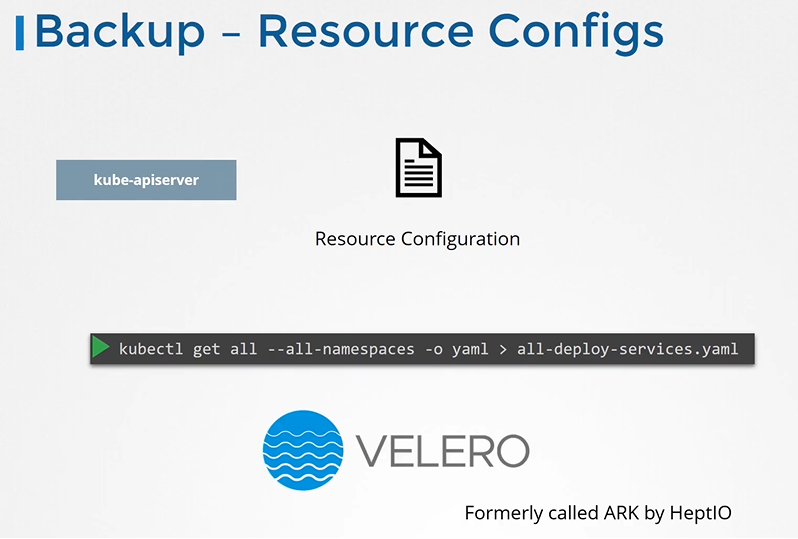 Backup – Resource Configs
kube-apiserver
Resource Configuration
kubectl get all --all-namespaces -o yaml > all-deploy-services.yaml
VELERO
Formerly called ARK by HeptIO